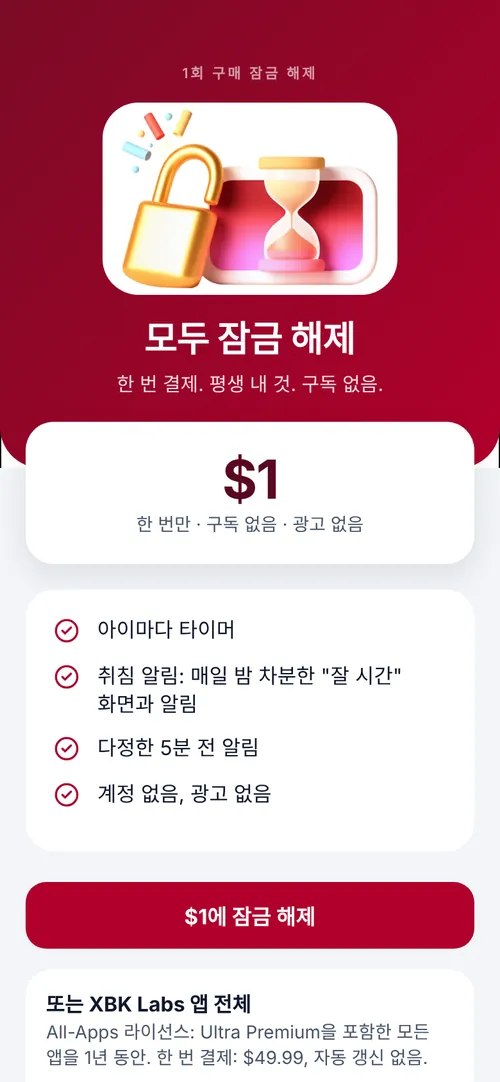 1회 구매 잠금 해제
모두 잠금 해제
한 번 결제. 평생 내 것. 구독 없음.
$1
한 번만 · 구독 없음 · 광고 없음
아이마다 타이머
취침 알림: 매일 밤 차분한 "잘 시간"
화면과 알림
다정한 5분 전 알림
계정 없음, 광고 없음
$1에 잠금 해제
또는 XBK Labs 앱 전체
All-Apps 라이선스: Ultra Premium을 포함한 모든
앱을 1년 동안. 한 번 결제: $49.99, 자동 갱신 없음.